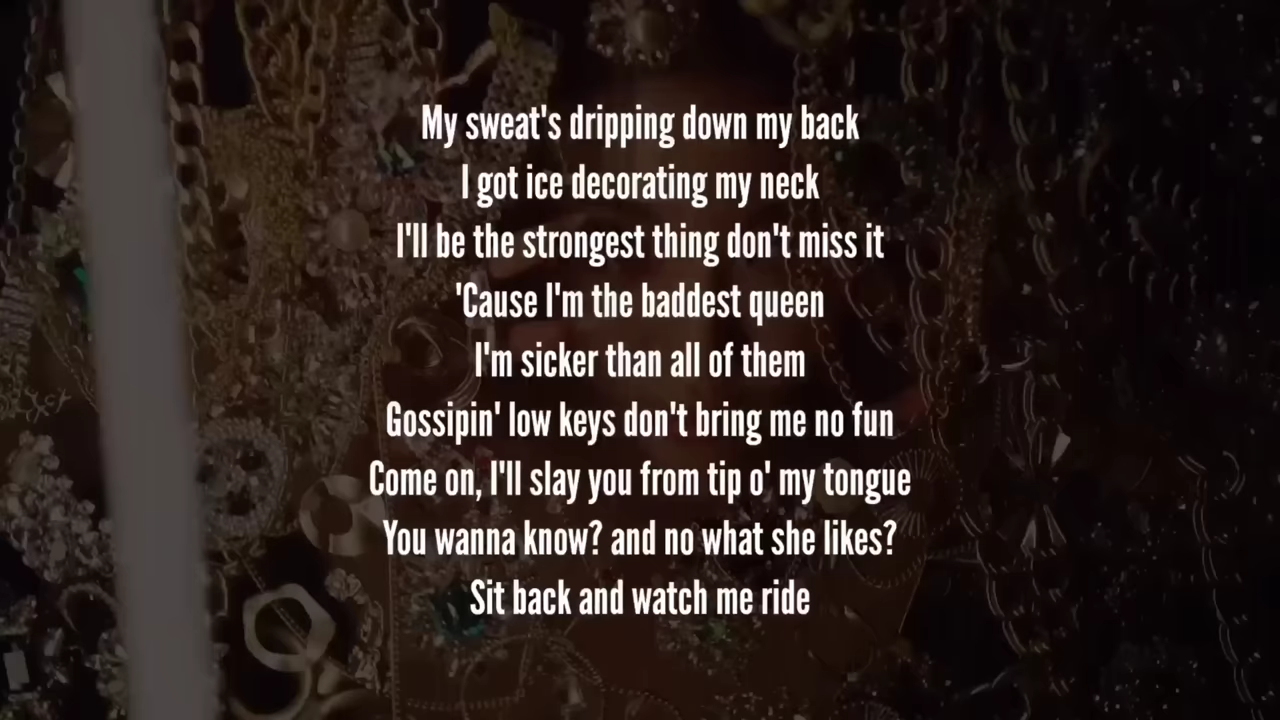 My sweat's dripping down my back
I got ice decorating my neck
I'll be the strongest thing don't miss it
'Cause I'm the baddest queen
I'm sicker than all of them
Gossipin' low keys don't bring me no fun
Come on, I'll slay you from tip o' my tongue
You wanna know? and no what she likes?
Sit back and watch me ride